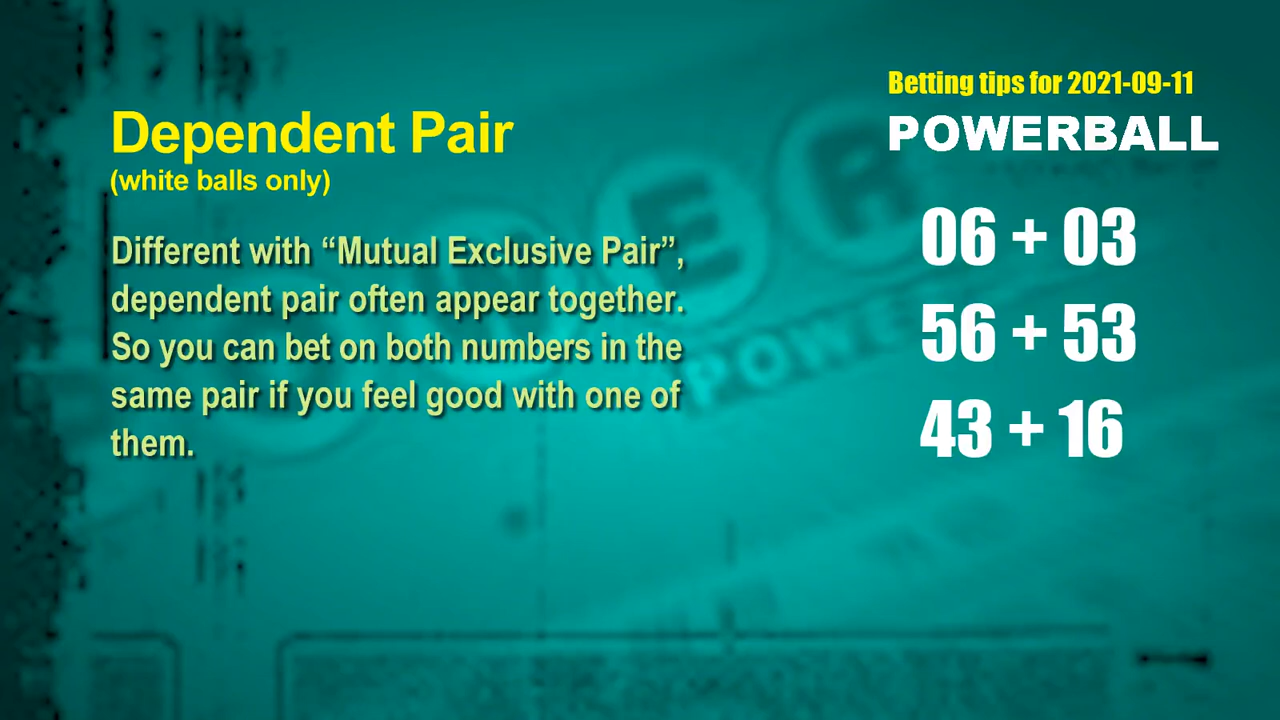 Betting tips for 2021-09-11
POWERBALL
Dependent Pair
(white balls only)
Different with “Mutual Exclusive Pair”,
dependent pair often appear together.
So you can bet on both numbers in the
same pair if you feel good with one of
them.
06 + 03
56 + 53
43 + 16